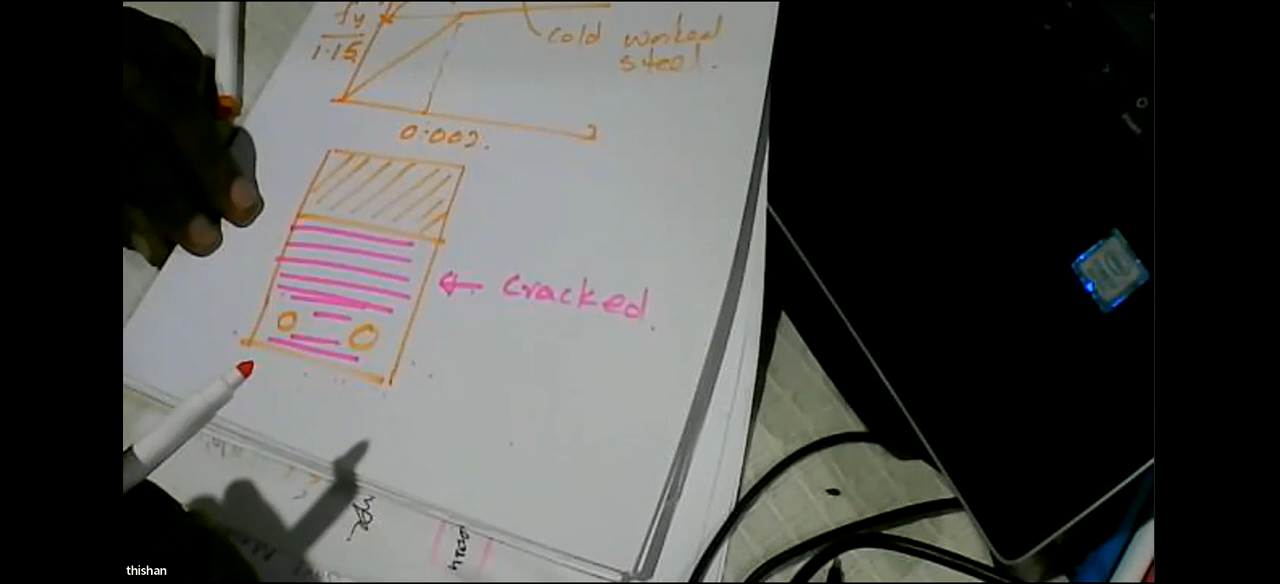 fy
1.15
cold worked
steel.
0.002.
cracked
thishan